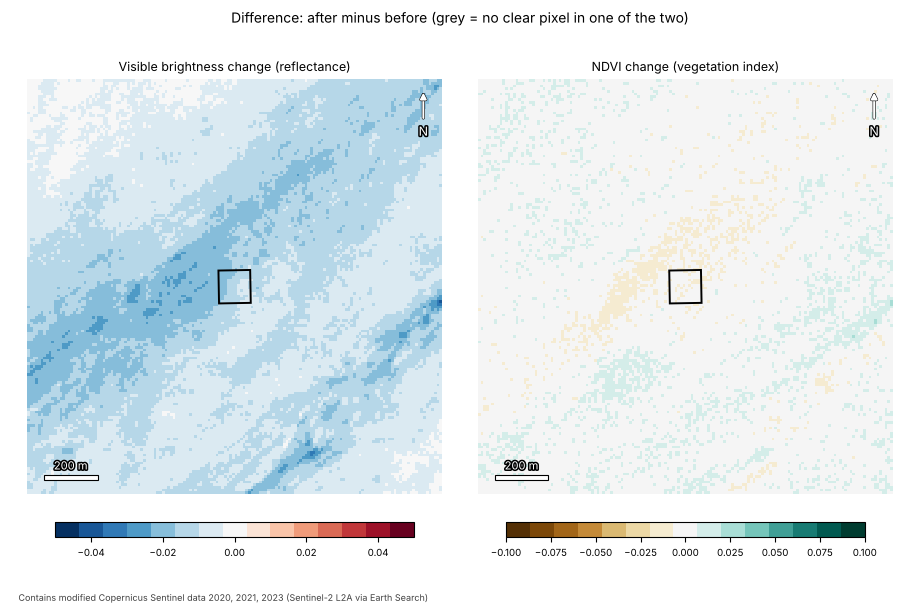 Difference: after minus before (grey = no clear pixel in one of the two)
Visible brightness change (reflectance)
NDVI change (vegetation index)
N
N
200 m
200 m
−0.04 −0.02 0.00 0.02 0.04
−0.100 −0.075 −0.050 −0.025 0.000 0.025 0.050 0.075 0.100
Contains modified Copernicus Sentinel data 2020, 2021, 2023 (Sentinel-2 L2A via Earth Search)